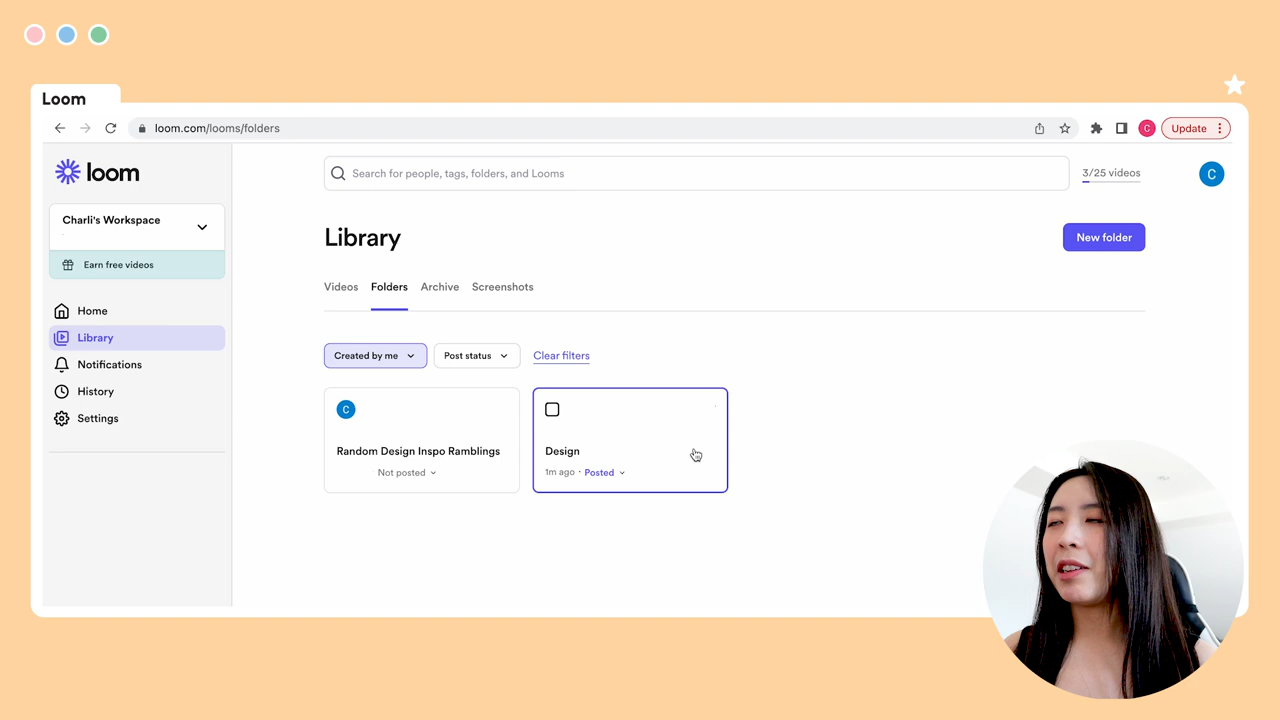 Loom
loom.com/looms/folders
C
Update
loom
Search for people, tags, folders, and Looms
3/25 videos
C
Charli's Workspace
Library
New folder
Earn free videos
Videos
Folders
Archive
Screenshots
Home
Library
Notifications
History
Settings
Created by me
Post status
Clear filters
C
Random Design Inspo Ramblings
Not posted
Design
1m ago · Posted